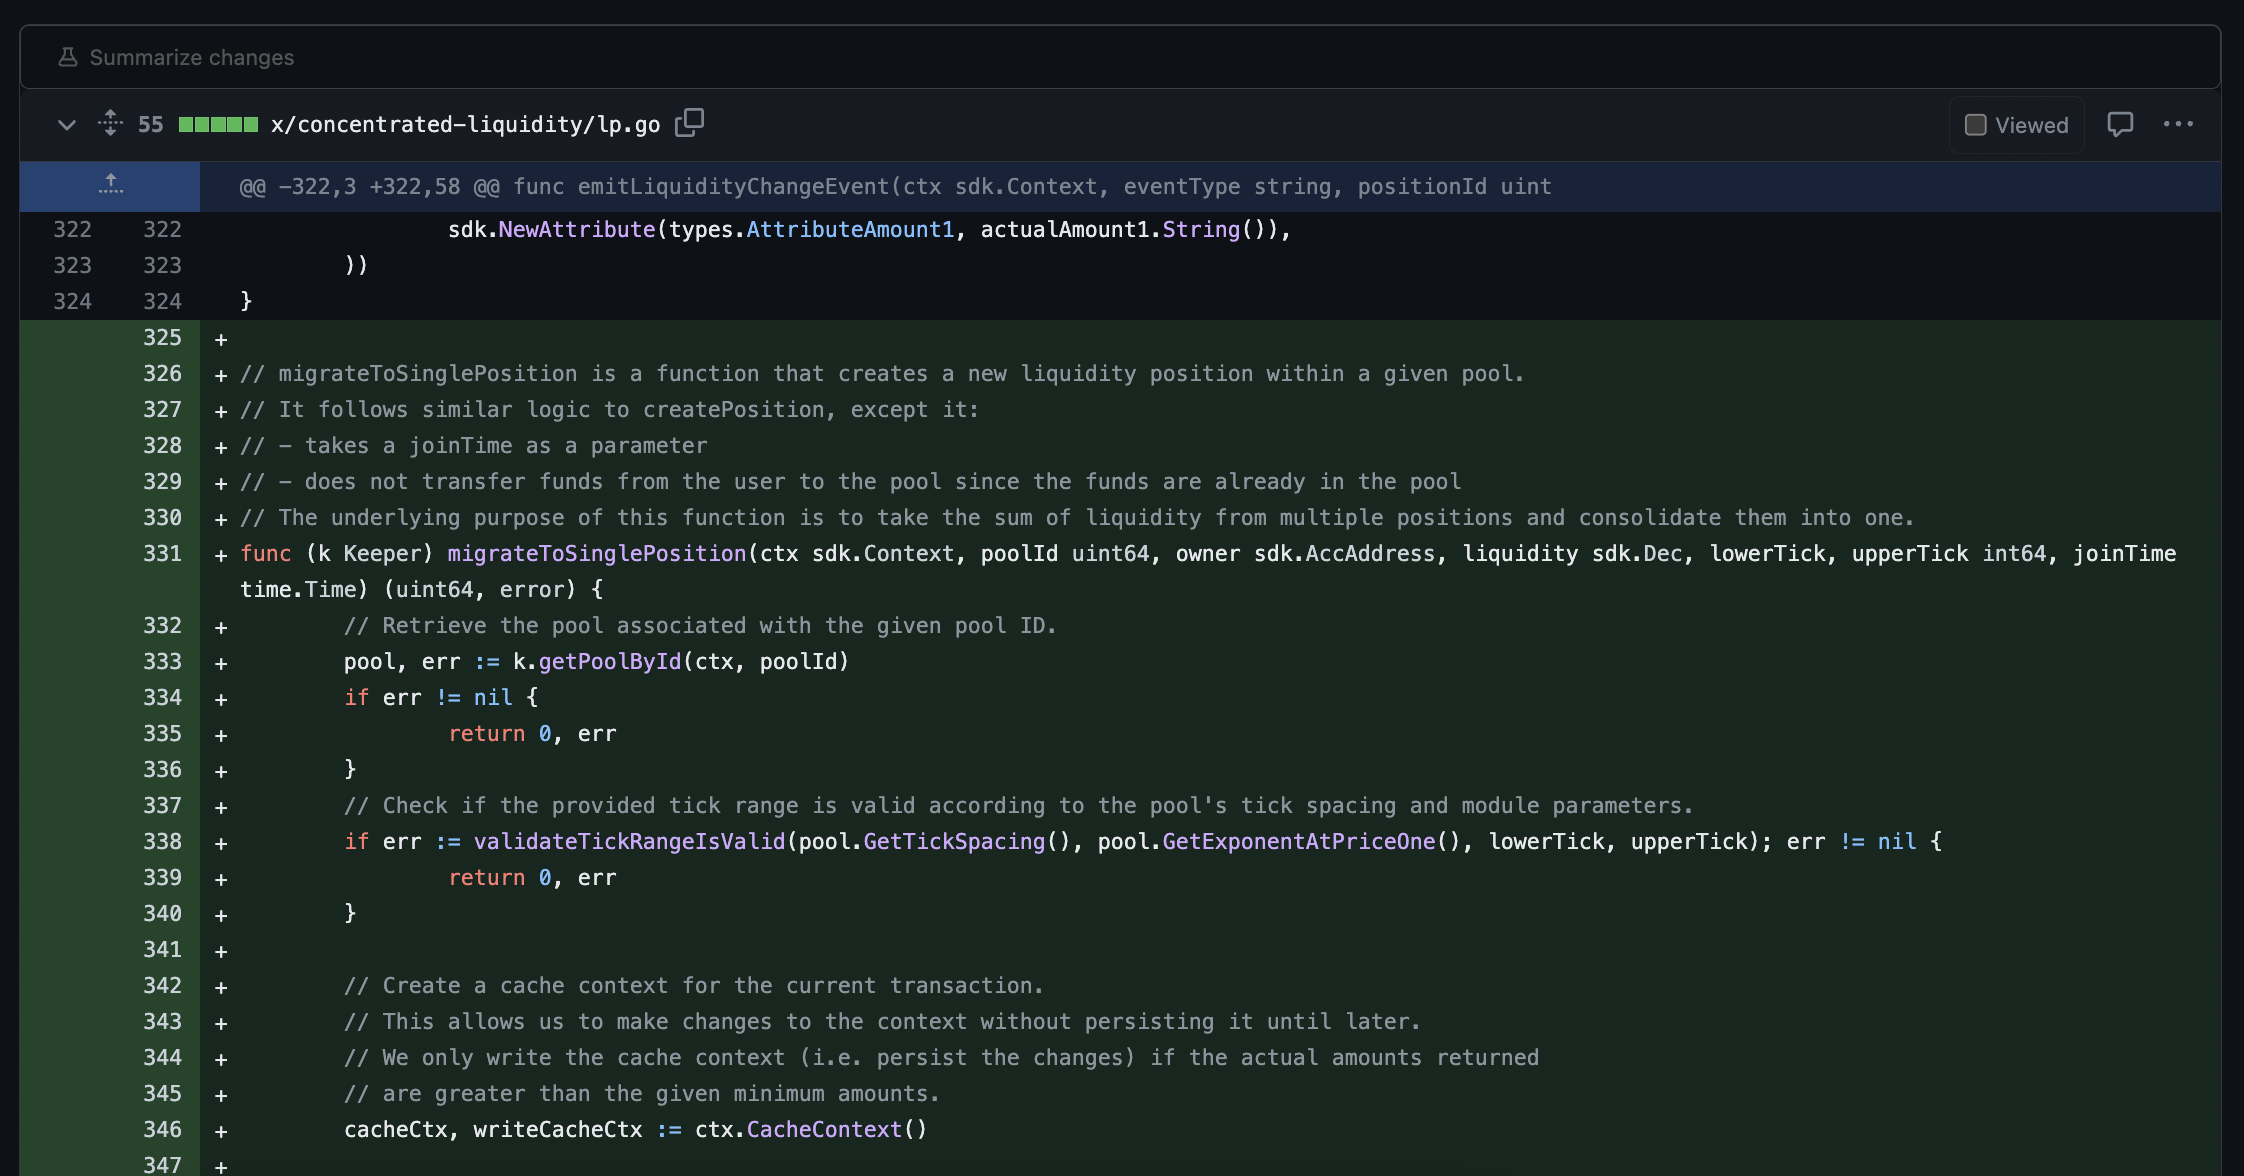 Summarize changes
55 x/concentrated-liquidity/lp.go Viewed
@@ -322,3 +322,58 @@ func emitLiquidityChangeEvent(ctx sdk.Context, eventType string, positionId uint
322 322 sdk.NewAttribute(types.AttributeAmount1, actualAmount1.String()),
323 323 ))
324 324 }
325 +
326 + // migrateToSinglePosition is a function that creates a new liquidity position within a given pool.
327 + // It follows similar logic to createPosition, except it:
328 + // - takes a joinTime as a parameter
329 + // - does not transfer funds from the user to the pool since the funds are already in the pool
330 + // The underlying purpose of this function is to take the sum of liquidity from multiple positions and consolidate them into one.
331 + func (k Keeper) migrateToSinglePosition(ctx sdk.Context, poolId uint64, owner sdk.AccAddress, liquidity sdk.Dec, lowerTick, upperTick int64, joinTime
time.Time) (uint64, error) {
332 + // Retrieve the pool associated with the given pool ID.
333 + pool, err := k.getPoolById(ctx, poolId)
334 + if err != nil {
335 + return 0, err
336 + }
337 + // Check if the provided tick range is valid according to the pool's tick spacing and module parameters.
338 + if err := validateTickRangeIsValid(pool.GetTickSpacing(), pool.GetExponentAtPriceOne(), lowerTick, upperTick); err != nil {
339 + return 0, err
340 + }
341 +
342 + // Create a cache context for the current transaction.
343 + // This allows us to make changes to the context without persisting it until later.
344 + // We only write the cache context (i.e. persist the changes) if the actual amounts returned
345 + // are greater than the given minimum amounts.
346 + cacheCtx, writeCacheCtx := ctx.CacheContext()
347 +